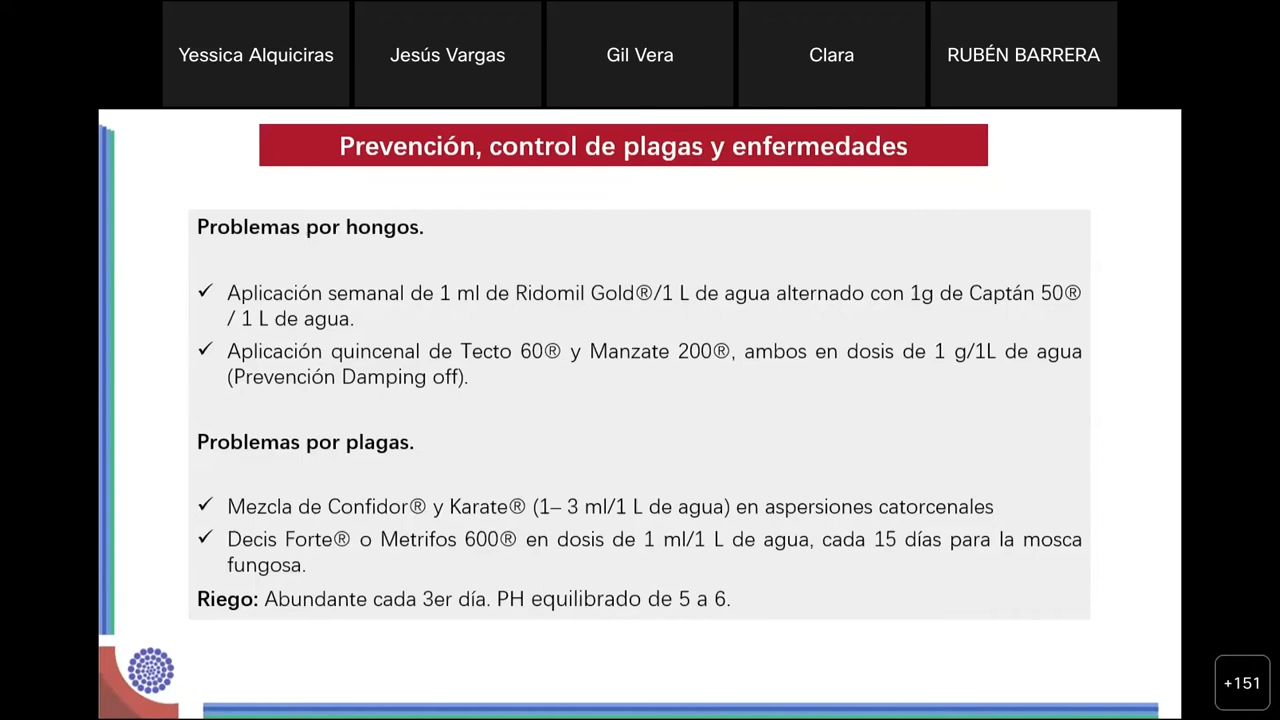 Yessica Alquiciras
Jesús Vargas
Gil Vera
Clara
RUBÉN BARRERA
Prevención, control de plagas y enfermedades
Problemas por hongos.
✓ Aplicación semanal de 1 ml de Ridomil Gold®/1 L de agua alternado con 1g de Captán 50®
/ 1 L de agua.
✓ Aplicación quincenal de Tecto 60® y Manzate 200®, ambos en dosis de 1 g/1L de agua
(Prevención Damping off).
Problemas por plagas.
✓ Mezcla de Confidor® y Karate® (1– 3 ml/1 L de agua) en aspersiones catorcenales
✓ Decis Forte® o Metrifos 600® en dosis de 1 ml/1 L de agua, cada 15 días para la mosca
fungosa.
Riego: Abundante cada 3er día. PH equilibrado de 5 a 6.
+151